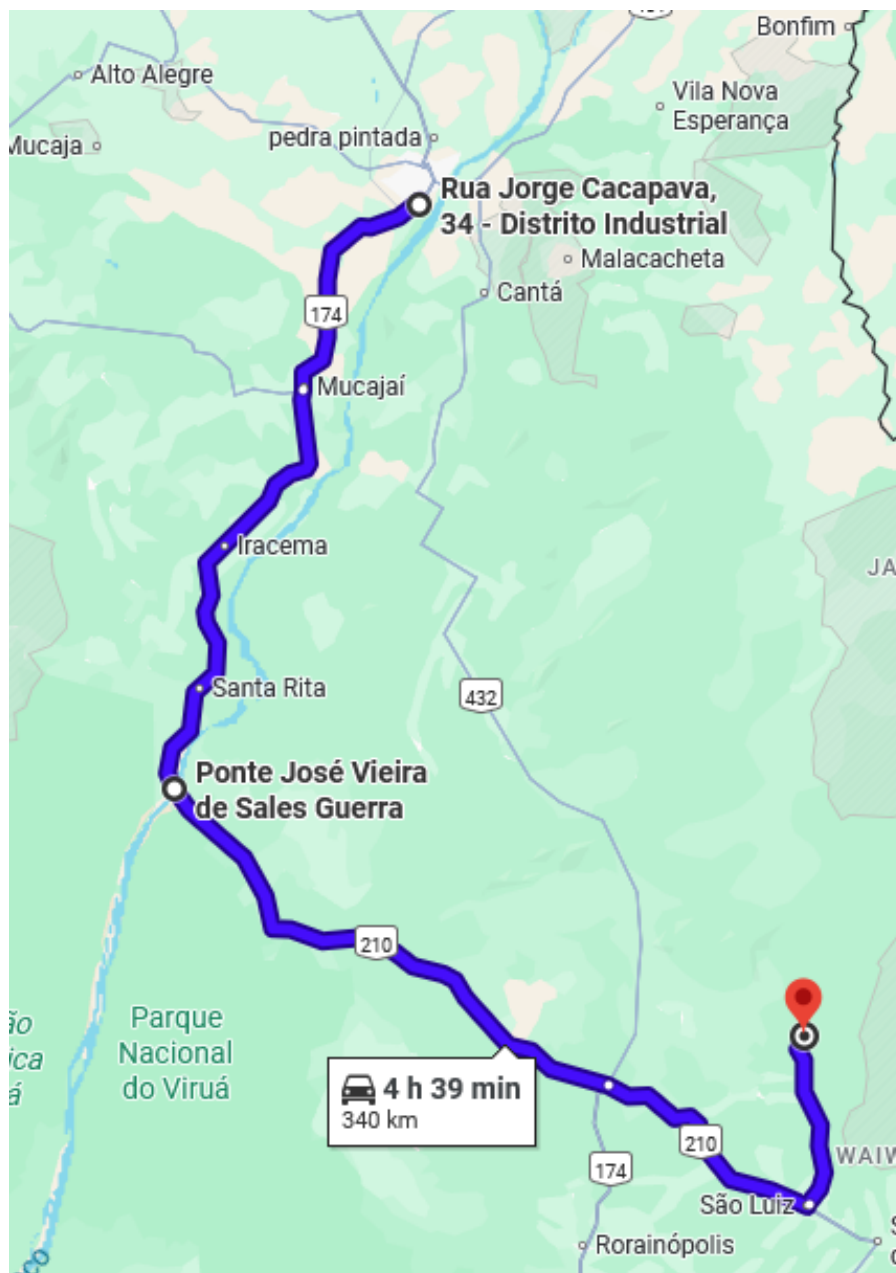 Bonfim
Alto Alegre
Vila Nova
Esperança
pedra pintada
Mucaja
Rua Jorge Cacapava,
34 - Distrito Industrial
Malacacheta
Cantá
174
Mucajaí
Iracema
JA
Santa Rita
432
Ponte José Vieira
de Sales Guerra
210
Parque
Nacional
do Viruá
ão
ica
á
4 h 39 min
340 km
210
WAIW
174
São Luiz
Rorainópolis